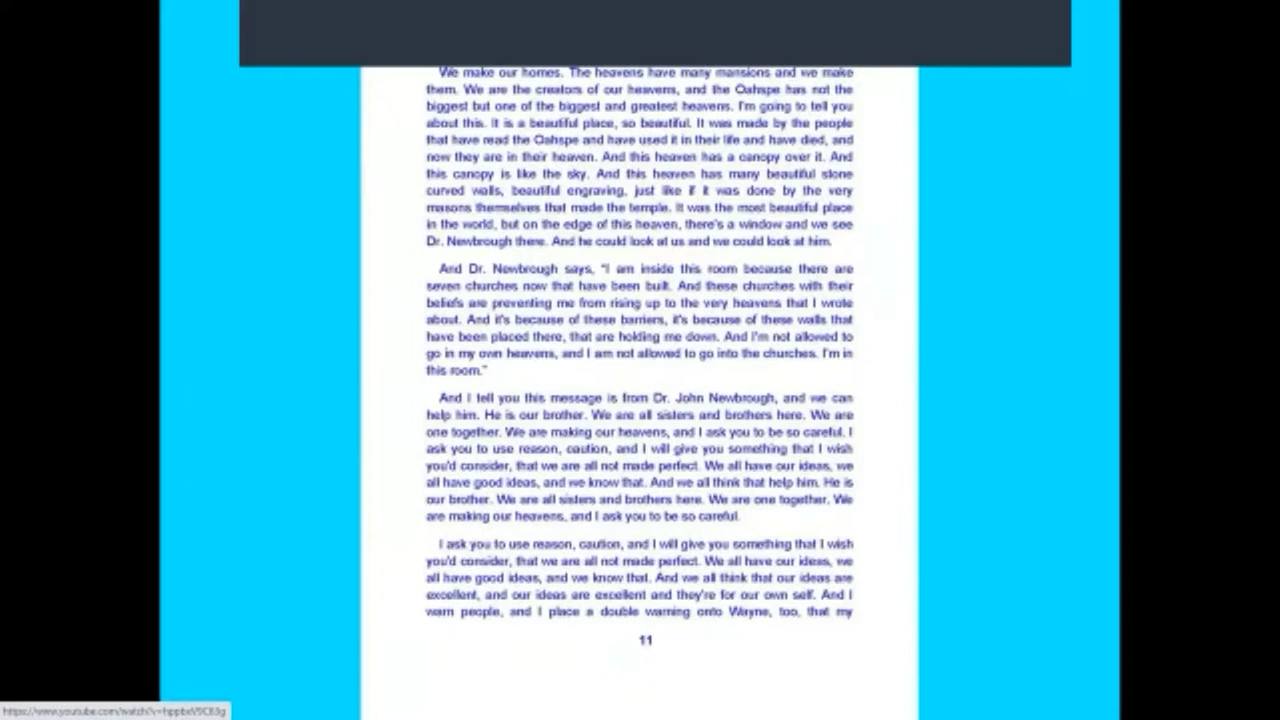 We make our homes. The heavens have many mansions and we make
them. We are the creators of our heavens, and the Oahspe has not the
biggest but one of the biggest and greatest heavens. I'm going to tell you
about this. It is a beautiful place, so beautiful. It was made by the people
that have read the Oahspe and have used it in their life and have died, and
now they are in their heaven. And this heaven has a canopy over it. And
this canopy is like the sky. And this heaven has many beautiful stone
curved walls, beautiful engraving, just like if it was done by the very
masons themselves that made the temple. It was the most beautiful place
in the world, but on the edge of this heaven, there's a window and we see
Dr. Newbrough there. And he could look at us and we could look at him.
And Dr. Newbrough says, "I am inside this room because there are
seven churches now that have been built. And these churches with their
beliefs are preventing me from rising up to the very heavens that I wrote
about. And it's because of these barriers, it's because of these walls that
have been placed there, that are holding me down. And I'm not allowed to
go in my own heavens, and I am not allowed to go into the churches. I'm in
this room."
And I tell you this message is from Dr. John Newbrough, and we can
help him. He is our brother. We are all sisters and brothers here. We are
one together. We are making our heavens, and I ask you to be so careful. I
ask you to use reason, caution, and I will give you something that I wish
you'd consider, that we are all not made perfect. We all have our ideas, we
all have good ideas, and we know that. And we all think that help him. He is
our brother. We are all sisters and brothers here. We are one together. We
are making our heavens, and I ask you to be so careful.
I ask you to use reason, caution, and I will give you something that I wish
you'd consider, that we are all not made perfect. We all have our ideas, we
all have good ideas, and we know that. And we all think that our ideas are
excellent, and our ideas are excellent and they're for our own self. And I
warn people, and I place a double warning onto Wayne, too, that my
11